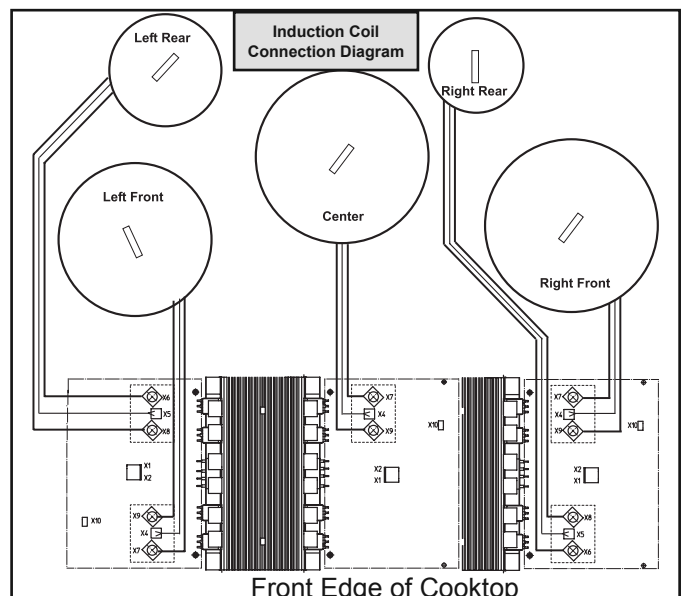 Induction Coil
Connection Diagram
Left Rear
Right Rear
Left Front
Center
Right Front
X6
X5
X8
X1
X2
X10
X9
X4
X7
X7
X4
X9
X10
X2
X1
X7
X4
X9
X10
X2
X1
X8
X5
X6
Front Edge of Cooktop